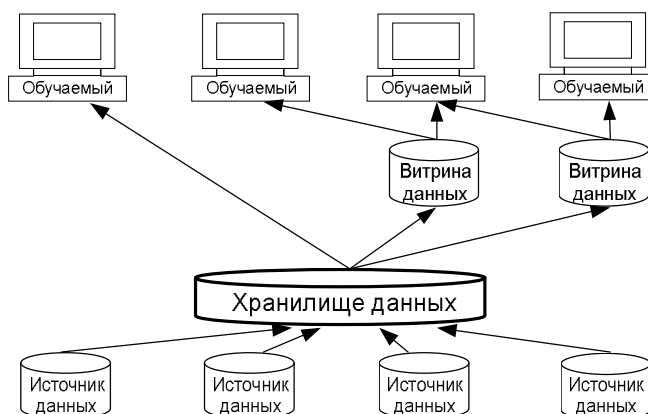 Обучаемый
Обучаемый
Обучаемый
Обучаемый
Витрина
данных
Витрина
данных
Хранилище данных
Источник
данных
Источник
данных
Источник
данных
Источник
данных